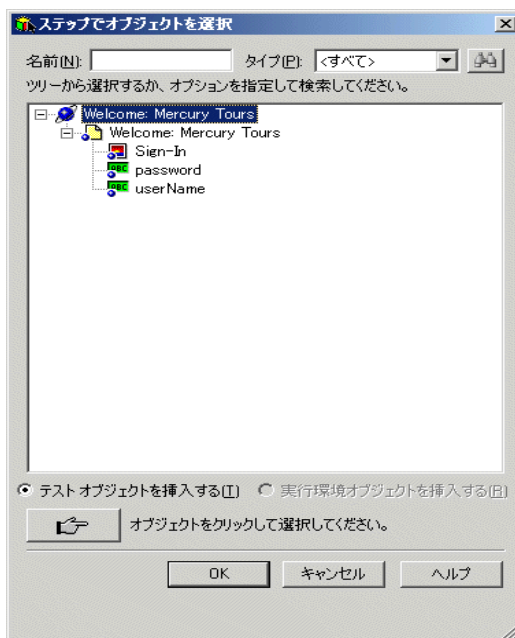 ステップでオブジェクトを選択
名前(N): タイプ(P): <すべて>
ツリーから選択するか、オプションを指定して検索してください。
Welcome: Mercury Tours
Welcome: Mercury Tours
Sign-In
password
userName
テスト オブジェクトを挿入する(T) 実行環境オブジェクトを挿入する(R)
オブジェクトをクリックして選択してください。
OK キャンセル ヘルプ